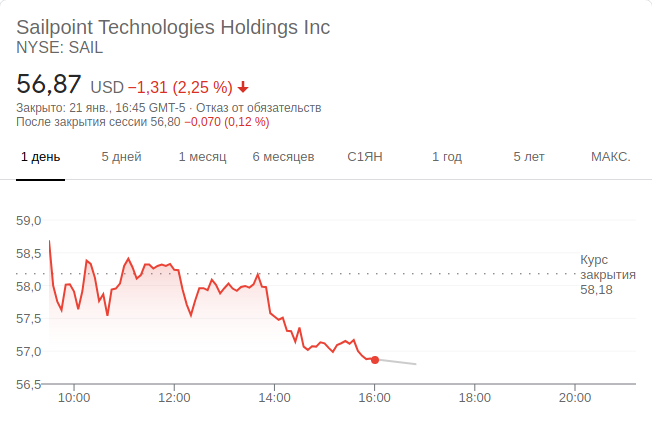 Sailpoint Technologies Holdings Inc
NYSE: SAIL
56,87 USD −1,31 (2,25 %)
Закрыто: 21 янв., 16:45 GMT-5 · Отказ от обязательств
После закрытия сессии 56,80 −0,070 (0,12 %)
1 день 5 дней 1 месяц 6 месяцев С1ЯН 1 год 5 лет МАКС.
59,0
58,5
58,0
57,5
57,0
56,5
Курс
закрытия
58,18
10:00 12:00 14:00 16:00 18:00 20:00